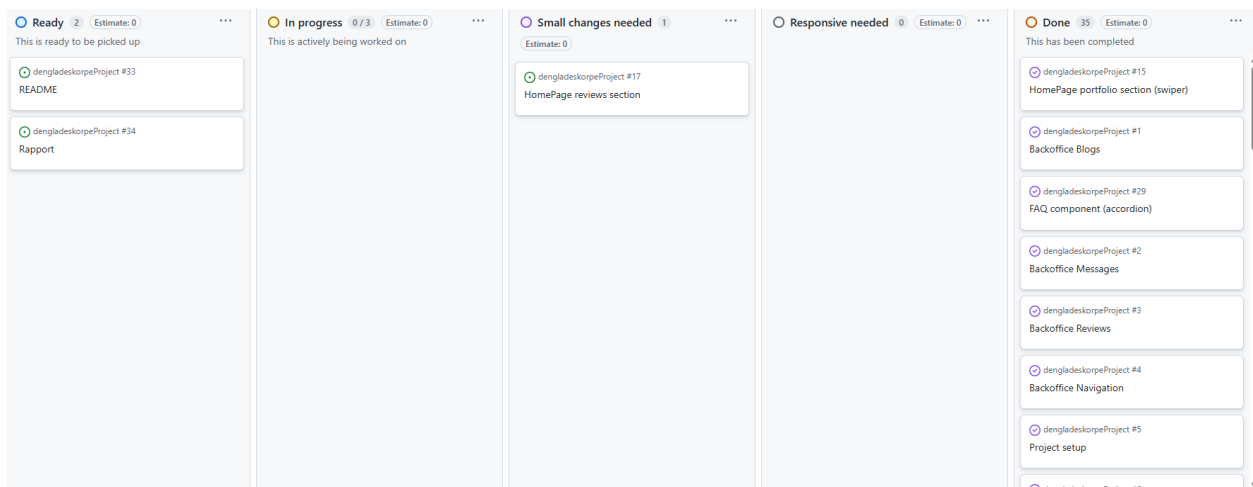 Ready 2 Estimate: 0 ...
This is ready to be picked up
dengladeskorpeProject #33
README
dengladeskorpeProject #34
Rapport
In progress 0 / 3 Estimate: 0 ...
This is actively being worked on
Small changes needed 1 ...
Estimate: 0
dengladeskorpeProject #17
HomePage reviews section
Responsive needed 0 Estimate: 0 ...
Done 35 Estimate: 0 ...
This has been completed
dengladeskorpeProject #15
HomePage portfolio section (swiper)
dengladeskorpeProject #1
Backoffice Blogs
dengladeskorpeProject #29
FAQ component (accordion)
dengladeskorpeProject #2
Backoffice Messages
dengladeskorpeProject #3
Backoffice Reviews
dengladeskorpeProject #4
Backoffice Navigation
dengladeskorpeProject #5
Project setup